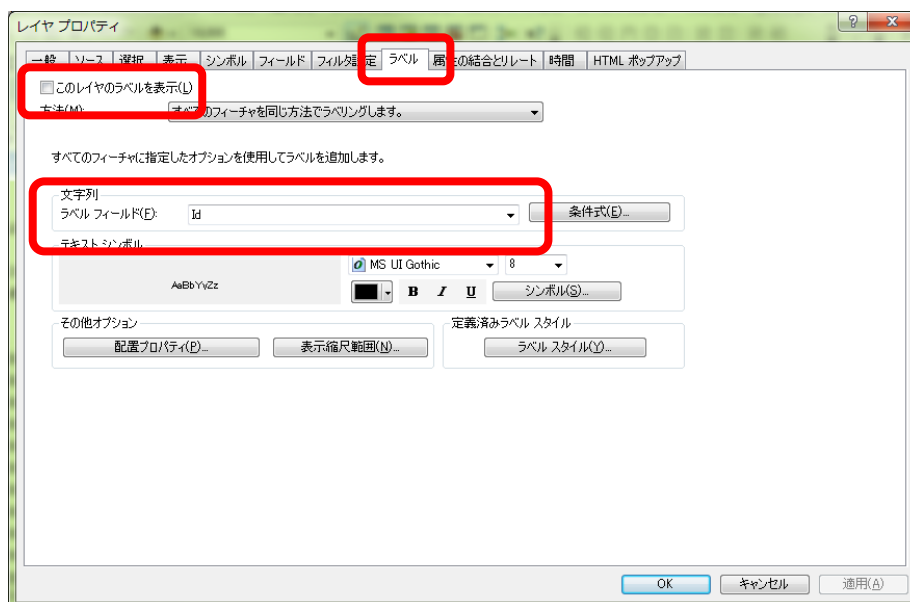 レイヤ プロパティ
一般 ソース 選択 表示 シンボル フィールド フィルタ設定 ラベル 属性の結合とリレート 時間 HTML ポップアップ
このレイヤのラベルを表示(L)
方法(M): すべてのフィーチャを同じ方法でラベリングします。
すべてのフィーチャに指定したオプションを使用してラベルを追加します。
文字列
ラベル フィールド(F): Id 条件式(E)...
テキスト シンボル
AaBbYyZz
MS UI Gothic 8
B I U シンボル(S)...
その他オプション 定義済みラベル スタイル
配置プロパティ(P)... 表示縮尺範囲(N)... ラベル スタイル(Y)...
OK キャンセル 適用(A)